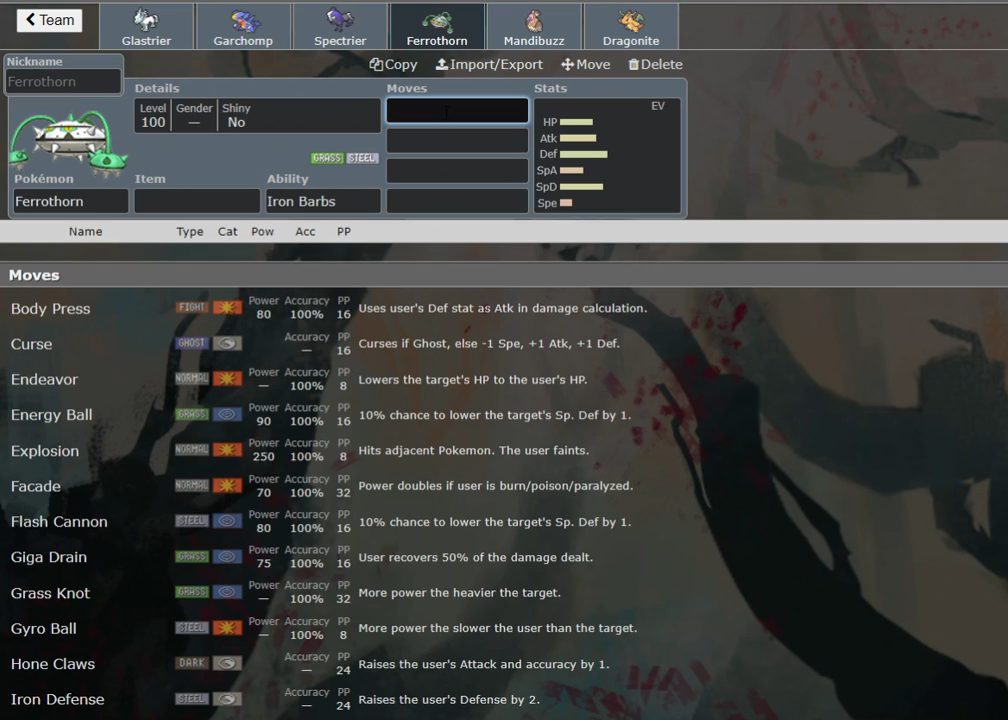 Team
Glastrier
Garchomp
Spectrier
Ferrothorn
Mandibuzz
Dragonite
Nickname
Ferrothorn
Copy Import/Export Move Delete
Details
Moves
Stats
Level Gender Shiny
100 — No
EV
HP
Atk
Def
SpA
SpD
Spe
GRASS STEEL
Pokémon Item Ability
Ferrothorn Iron Barbs
Name Type Cat Pow Acc PP
Moves
Body Press FIGHT Power 80 Accuracy 100% PP 16 Uses user's Def stat as Atk in damage calculation.
Curse GHOST Accuracy — PP 16 Curses if Ghost, else -1 Spe, +1 Atk, +1 Def.
Endeavor NORMAL Power — Accuracy 100% PP 8 Lowers the target's HP to the user's HP.
Energy Ball GRASS Power 90 Accuracy 100% PP 16 10% chance to lower the target's Sp. Def by 1.
Explosion NORMAL Power 250 Accuracy 100% PP 8 Hits adjacent Pokemon. The user faints.
Facade NORMAL Power 70 Accuracy 100% PP 32 Power doubles if user is burn/poison/paralyzed.
Flash Cannon STEEL Power 80 Accuracy 100% PP 16 10% chance to lower the target's Sp. Def by 1.
Giga Drain GRASS Power 75 Accuracy 100% PP 16 User recovers 50% of the damage dealt.
Grass Knot GRASS Power — Accuracy 100% PP 32 More power the heavier the target.
Gyro Ball STEEL Power — Accuracy 100% PP 8 More power the slower the user than the target.
Hone Claws DARK Accuracy — PP 24 Raises the user's Attack and accuracy by 1.
Iron Defense STEEL Accuracy — PP 24 Raises the user's Defense by 2.